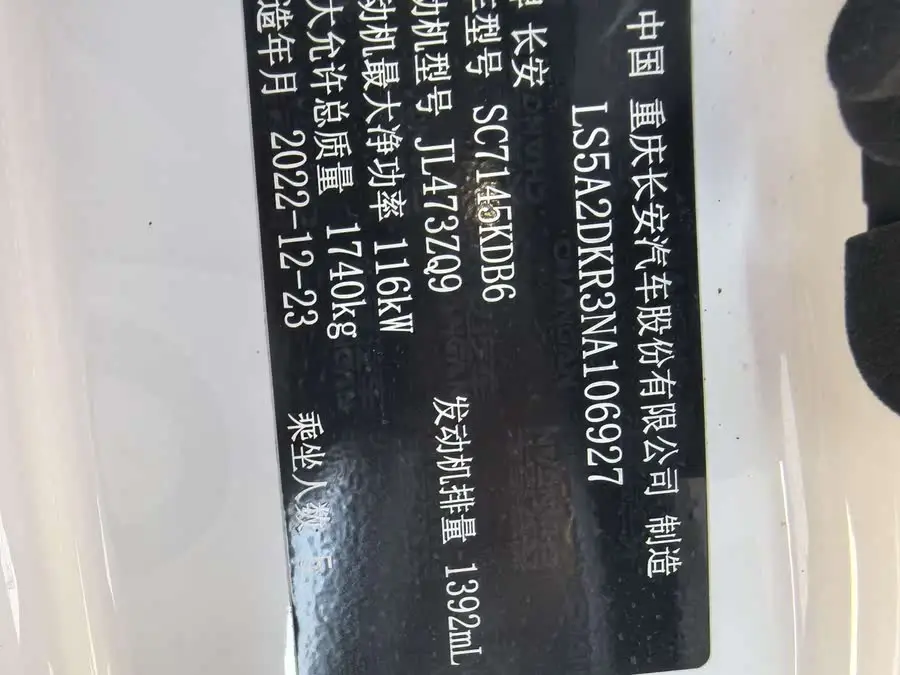 中国 重庆长安汽车股份有限公司 制造
LS5A2DKR3NA106927
长安
型号 SC7145KDB6
动机型号 JL473ZQ9 发动机排量 1392mL
动机最大净功率 116kW
大允许总质量 1740kg
造年月 2022-12-23 乘坐人数 5